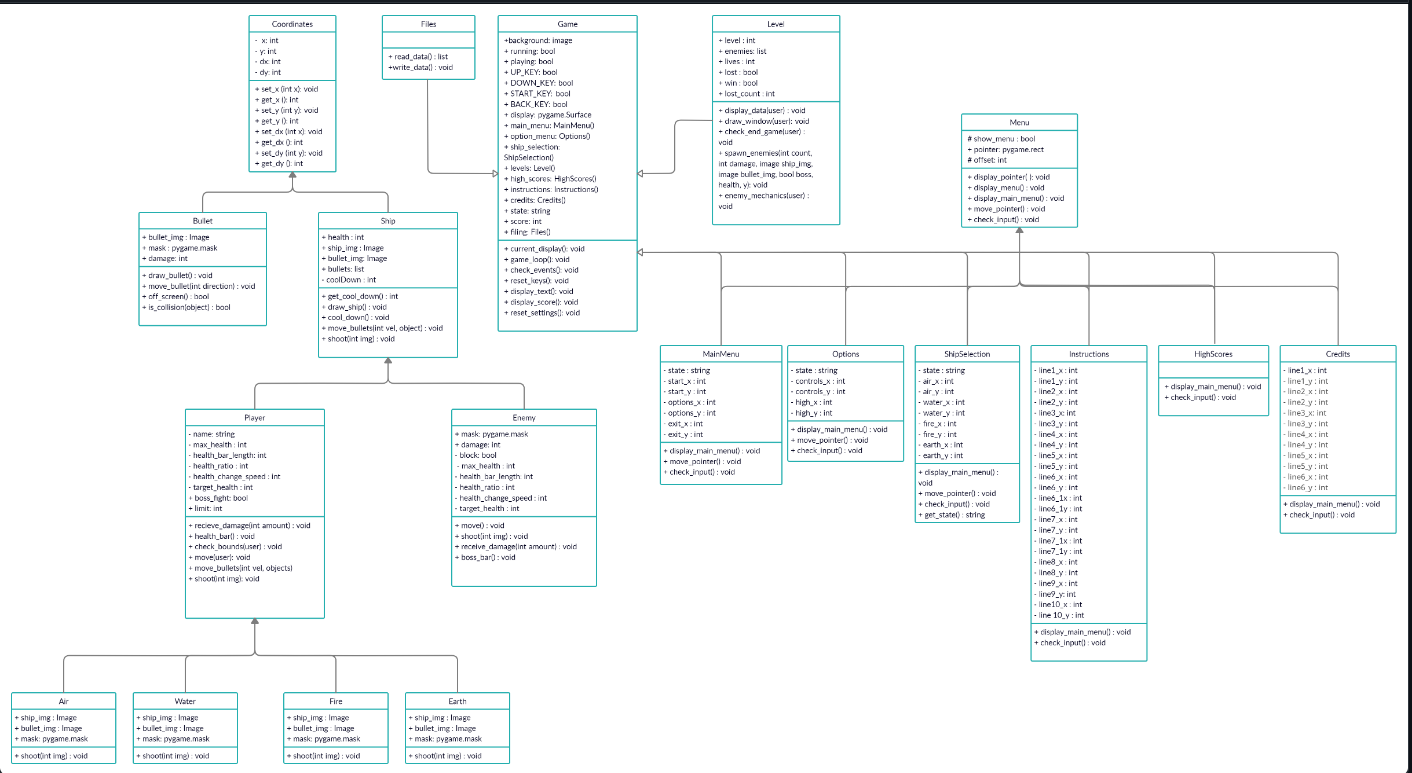 Coordinates
- x: int
- y: int
- dx: int
- dy: int
+ set_x (int x): void
+ get_x (): int
+ set_y (int y): void
+ get_y (): int
+ set_dx (int x): void
+ get_dx (): int
+ set_dy (int y): void
+ get_dy (): int
Files
+ read_data() : list
+write_data() : void
Game
+background: image
+ running: bool
+ playing: bool
+ UP_KEY: bool
+ DOWN_KEY: bool
+ START_KEY: bool
+ BACK_KEY: bool
+ display: pygame.Surface
+ main_menu: MainMenu()
+ option_menu: Options()
+ ship_selection:
ShipSelection()
+ levels: Level()
+ high_scores: HighScores()
+ instructions: Instructions()
+ credits: Credits()
+ state: string
+ score: int
+ filing: Files()
+ current_display(): void
+ game_loop(): void
+ check_events(): void
+ reset_keys(): void
+ display_text(): void
+ display_score(): void
+ reset_settings(): void
Level
+ level : int
+ enemies: list
+ lives : int
+ lost : bool
+ win : bool
+ lost_count : int
+ display_data(user) : void
+ draw_window(user): void
+ check_end_game(user) :
void
+ spawn_enemies(int count,
int damage, image ship_img,
image bullet_img, bool boss,
health, y): void
+ enemy_mechanics(user) :
void
Menu
# show_menu : bool
+ pointer: pygame.rect
# offset: int
+ display_pointer( ): void
+ display_menu() : void
+ display_main_menu() : void
+ move_pointer() : void
+ check_input() : void
Bullet
+ bullet_img : Image
+ mask : pygame.mask
+ damage: int
+ draw_bullet() : void
+ move_bullet(int direction) : void
+ off_screen() : bool
+ is_collision(object) : bool
Ship
+ health : int
+ ship_img : Image
+ bullet_img: Image
+ bullets: list
- coolDown : int
+ get_cool_down() : int
+ draw_ship() : void
+ cool_down() : void
+ move_bullets(int vel, object) : void
+ shoot(int img) : void
MainMenu
- state : string
- start_x : int
- start_y : int
- options_x : int
- options_y : int
- exit_x : int
- exit_y : int
+ display_main_menu() : void
+ move_pointer() : void
+ check_input() : void
Options
- state : string
- controls_x : int
- controls_y : int
- high_x : int
- high_y : int
+ display_main_menu() : void
+ move_pointer() : void
+ check_input() : void
ShipSelection
- state : string
- air_x : int
- air_y : int
- water_x : int
- water_y : int
- fire_x : int
- fire_y : int
- earth_x : int
- earth_y : int
+ display_main_menu() :
void
+ move_pointer() : void
+ check_input() : void
+ get_state() : string
Instructions
- line1_x : int
- line1_y : int
- line2_x : int
- line2_y : int
- line3_x: int
- line3_y : int
- line4_x : int
- line4_y : int
- line5_x : int
- line5_y : int
- line6_x : int
- line6_y : int
- line6_1x : int
- line6_1y : int
- line7_x : int
- line7_y : int
- line7_1x : int
- line7_1y : int
- line8_x : int
- line8_y : int
- line9_x : int
- line9_y: int
- line10_x : int
- line 10_y : int
+ display_main_menu() : void
+ check_input() : void
HighScores
+ display_main_menu() : void
+ check_input() : void
Credits
- line1_x : int
- line1_y : int
- line2_x : int
- line2_y : int
- line3_x: int
- line3_y : int
- line4_x : int
- line4_y : int
- line5_x : int
- line5_y : int
- line6_x : int
- line6_y : int
+ display_main_menu() : void
+ check_input() : void
Player
- name: string
- max_health : int
- health_bar_length: int
- health_ratio : int
- health_change_speed : int
- target_health : int
+ boss_fight: bool
+ limit: int
+ recieve_damage(int amount) : void
+ health_bar() : void
+ check_bounds(user) : void
+ move(user): void
+ move_bullets(int vel, objects)
+ shoot(int img): void
Enemy
+ mask: pygame.mask
+ damage: int
- block: bool
- max_health : int
- health_bar_length: int
- health_ratio : int
- health_change_speed : int
- target_health : int
+ move() : void
+ shoot(int img) : void
+ receive_damage(int amount) : void
+ boss_bar() : void
Air
+ ship_img : Image
+ bullet_img : Image
+ mask: pygame.mask
+ shoot(int img) : void
Water
+ ship_img : Image
+ bullet_img : Image
+ mask: pygame.mask
+ shoot(int img) : void
Fire
+ ship_img : Image
+ bullet_img : Image
+ mask: pygame.mask
+ shoot(int img) : void
Earth
+ ship_img : Image
+ bullet_img : Image
+ mask: pygame.mask
+ shoot(int img) : void